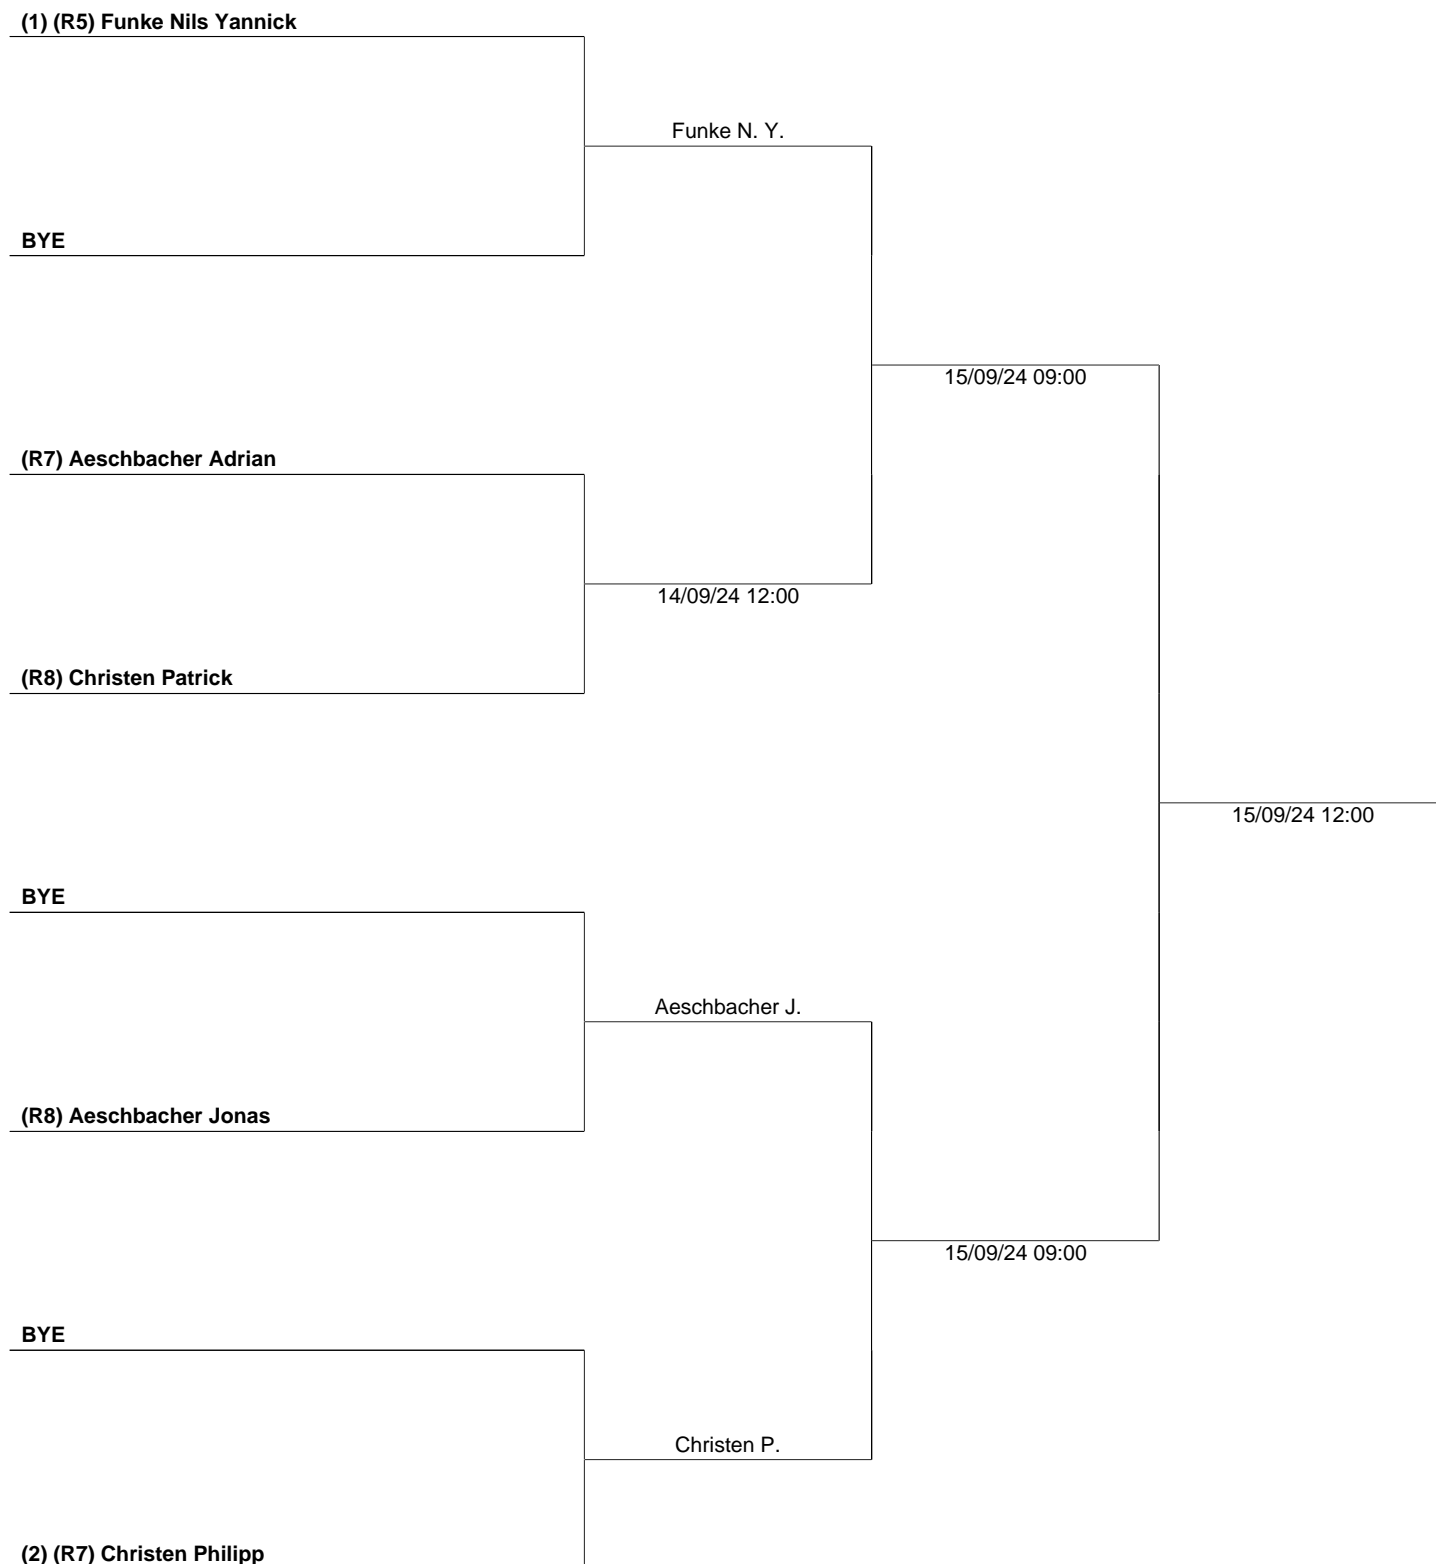 (1) (R5) Funke Nils Yannick
Funke N. Y.
BYE
15/09/24 09:00
(R7) Aeschbacher Adrian
14/09/24 12:00
(R8) Christen Patrick
15/09/24 12:00
BYE
Aeschbacher J.
(R8) Aeschbacher Jonas
15/09/24 09:00
BYE
Christen P.
(2) (R7) Christen Philipp